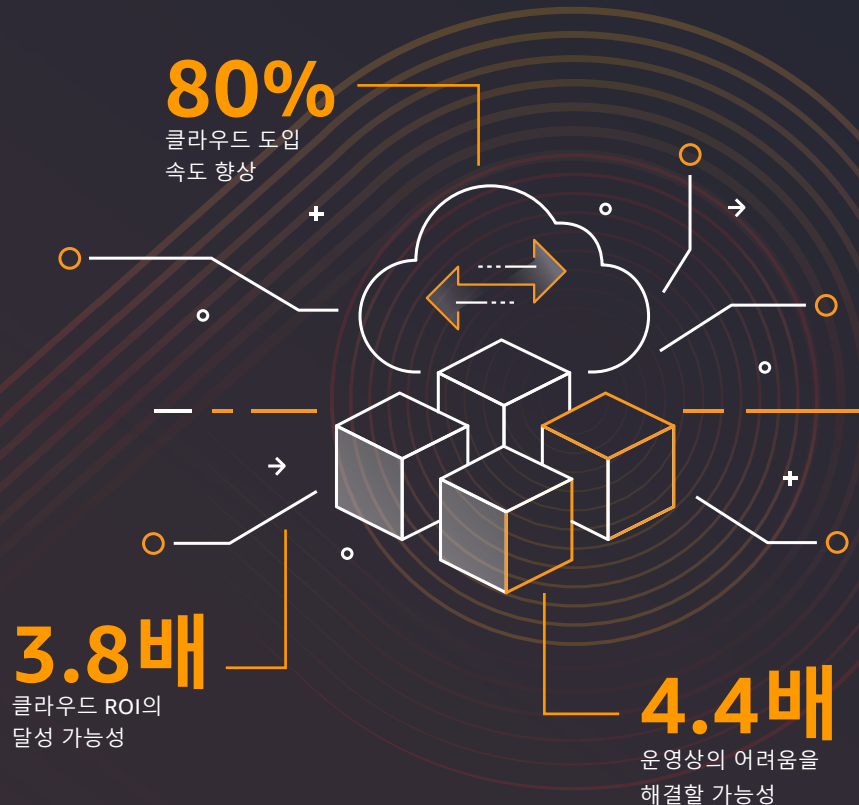 80%
클라우드 도입
속도 향상
3.8배
클라우드 ROI의
달성 가능성
4.4배
운영상의 어려움을
해결할 가능성